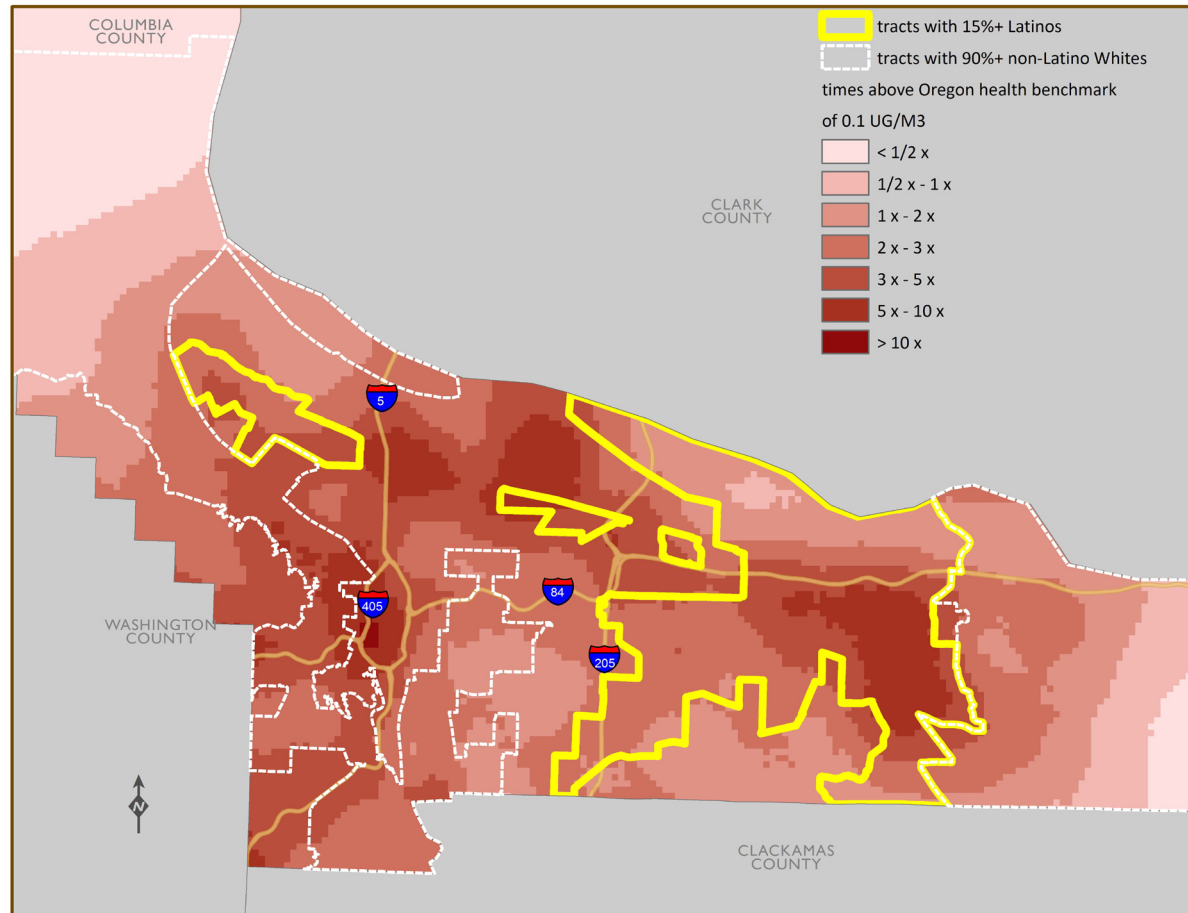 COLUMBIA
COUNTY
tracts with 15%+ Latinos
tracts with 90%+ non-Latino Whites
times above Oregon health benchmark
of 0.1 UG/M3
< 1/2 x
1/2 x - 1 x
1 x - 2 x
2 x - 3 x
3 x - 5 x
5 x - 10 x
> 10 x
CLARK
COUNTY
5
84
405
WASHINGTON
COUNTY
205
N
CLACKAMAS
COUNTY